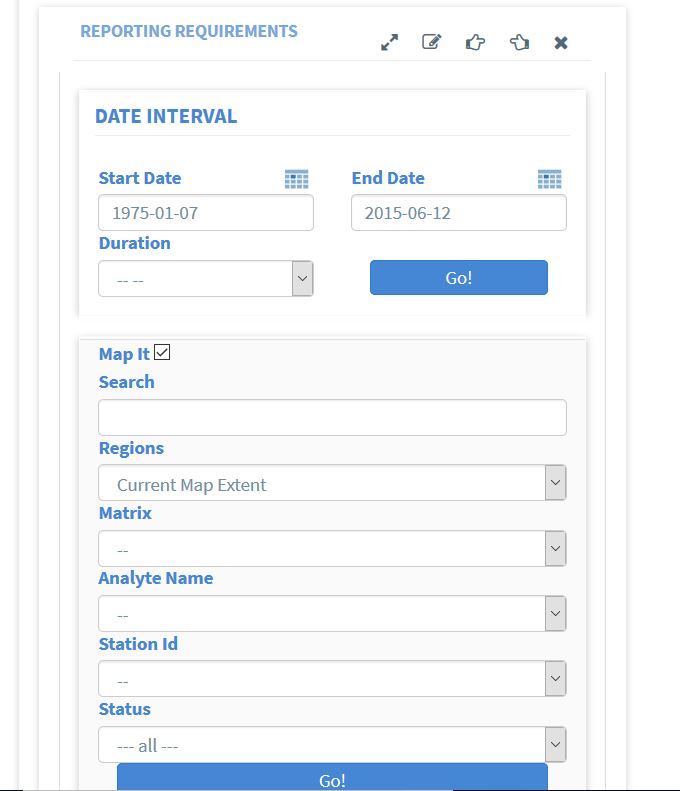 REPORTING REQUIREMENTS
DATE INTERVAL
Start Date
End Date
1975-01-07
2015-06-12
Duration
-- --
Go!
Map It
Search
Regions
Current Map Extent
Matrix
--
Analyte Name
--
Station Id
--
Status
--- all ---
Go!